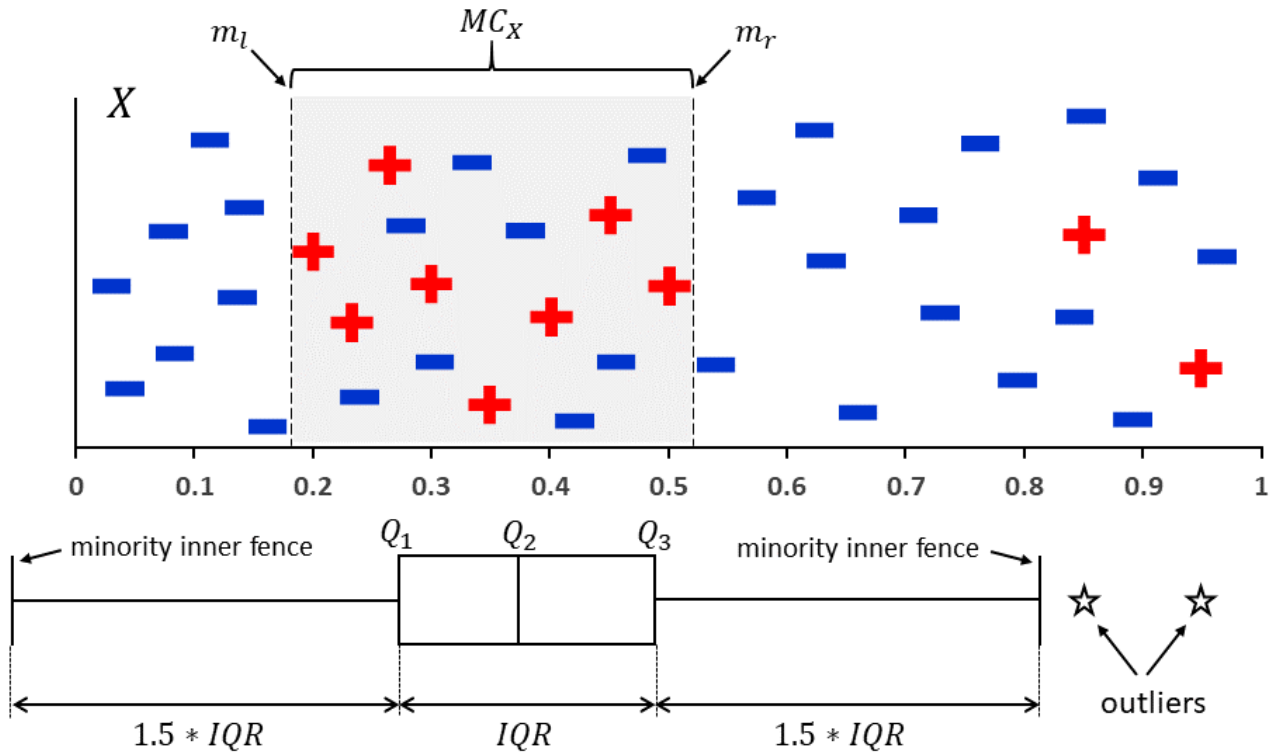 MC_X
m_l m_r
X
0 0.1 0.2 0.3 0.4 0.5 0.6 0.7 0.8 0.9 1
Q_1 Q_2 Q_3
minority inner fence minority inner fence
outliers
1.5 * IQR IQR 1.5 * IQR